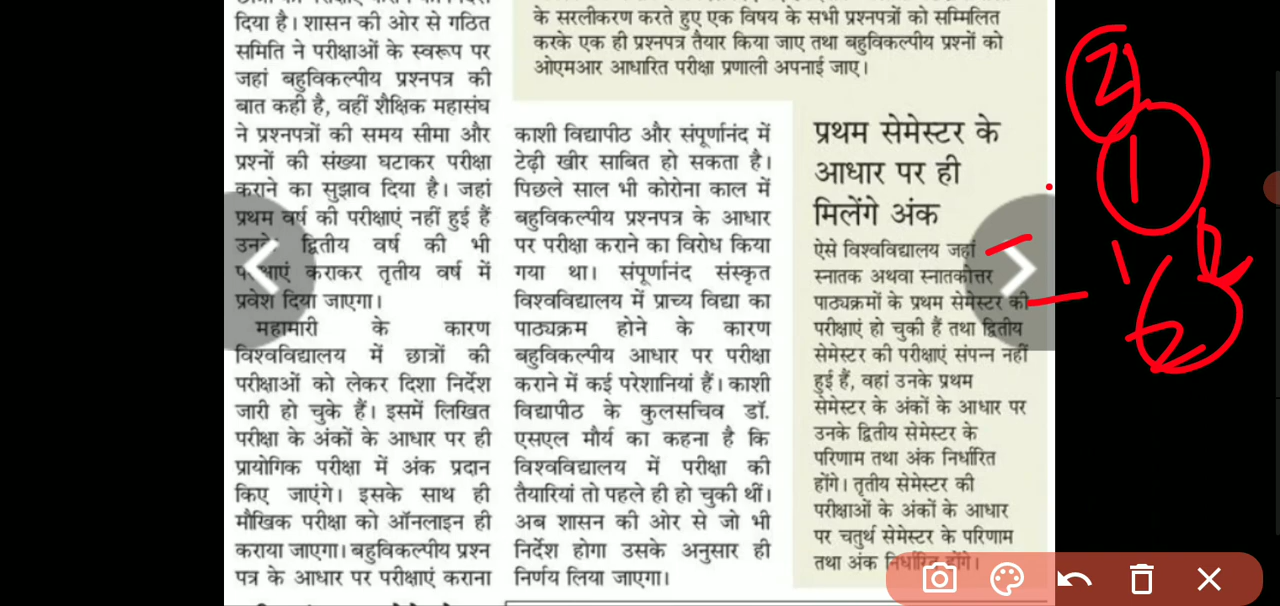 दिया है। शासन की ओर से गठित
समिति ने परीक्षाओं के स्वरूप पर
जहां बहुविकल्पीय प्रश्नपत्र की
बात कही है, वहीं शैक्षिक महासंघ
ने प्रश्नपत्रों की समय सीमा और
प्रश्नों की संख्या घटाकर परीक्षा
कराने का सुझाव दिया है। जहां
प्रथम वर्ष की परीक्षाएं नहीं हुई हैं
उनके द्वितीय वर्ष की भी
कराकर तृतीय वर्ष में
प्रवेश दिया जाएगा।
महामारी के कारण
विश्वविद्यालय में छात्रों की
परीक्षाओं को लेकर दिशा निर्देश
जारी हो चुके हैं। इसमें लिखित
परीक्षा के अंकों के आधार पर ही
प्रायोगिक परीक्षा में अंक प्रदान
किए जाएंगे। इसके साथ ही
मौखिक परीक्षा को ऑनलाइन ही
कराया जाएगा। बहुविकल्पीय प्रश्न
पत्र के आधार पर परीक्षाएं कराना
काशी विद्यापीठ और संपूर्णानंद में
टेढ़ी खीर साबित हो सकता है।
पिछले साल भी कोरोना काल में
बहुविकल्पीय प्रश्नपत्र के आधार
पर परीक्षा कराने का विरोध किया
गया था। संपूर्णानंद संस्कृत
विश्वविद्यालय में प्राच्य विद्या का
पाठ्यक्रम होने के कारण
बहुविकल्पीय आधार पर परीक्षा
कराने में कई परेशानियां हैं। काशी
विद्यापीठ के कुलसचिव डॉ.
एसएल मौर्य का कहना है कि
विश्वविद्यालय में परीक्षा की
तैयारियां तो पहले ही हो चुकी थीं।
अब शासन की ओर से जो भी
निर्देश होगा उसके अनुसार ही
निर्णय लिया जाएगा।
के सरलीकरण करते हुए एक विषय के सभी प्रश्नपत्रों को सम्मिलित
करके एक ही प्रश्नपत्र तैयार किया जाए तथा बहुविकल्पीय प्रश्नों को
ओएमआर आधारित परीक्षा प्रणाली अपनाई जाए।
प्रथम सेमेस्टर के
आधार पर ही
मिलेंगे अंक
ऐसे विश्वविद्यालय जहां
स्नातक अथवा स्नातकोत्तर
पाठ्यक्रमों के प्रथम सेमेस्टर की
परीक्षाएं हो चुकी हैं तथा द्वितीय
सेमेस्टर की परीक्षाएं संपन्न नहीं
हुई हैं, वहां उनके प्रथम
सेमेस्टर के अंकों के आधार पर
उनके द्वितीय सेमेस्टर के
परिणाम तथा अंक निर्धारित
होंगे। तृतीय सेमेस्टर की
परीक्षाओं के अंकों के आधार
पर चतुर्थ सेमेस्टर के परिणाम
तथा अंक निर्धारित होंगे।
2
1